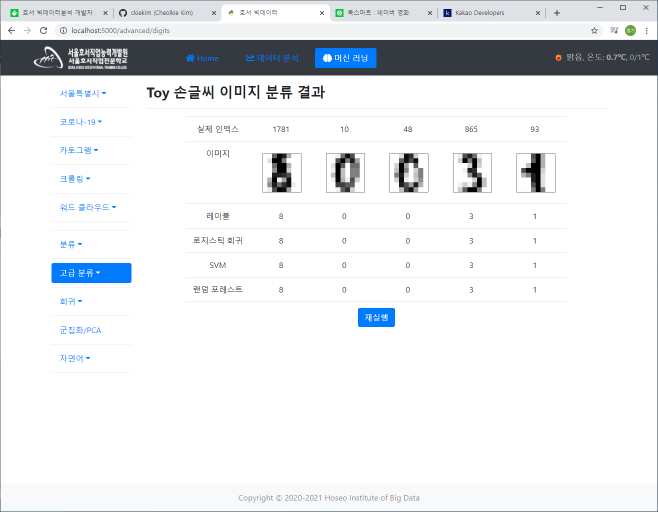 호서 빅데이터분석 개발자
ckiekim (Cheolkie Kim)
호서 빅데이터
폭스파트 : 네이버 영화
Kakao Developers
localhost:5000/advanced/digits
서울호서직업능력개발원
서울호서직업전문학교
Home
데이터 분석
머신 러닝
맑음, 온도: 0.7℃, 0/1℃
서울특별시
코로나-19
카토그램
크롤링
워드 클라우드
분류
고급 분류
회귀
군집화/PCA
자연어
Toy 손글씨 이미지 분류 결과
실제 인덱스 1781 10 48 865 93
이미지
레이블 8 0 0 3 1
로지스틱 회귀 8 0 0 3 1
SVM 8 0 0 3 1
랜덤 포레스트 8 0 0 3 1
재실행
Copyright © 2020-2021 Hoseo Institute of Big Data